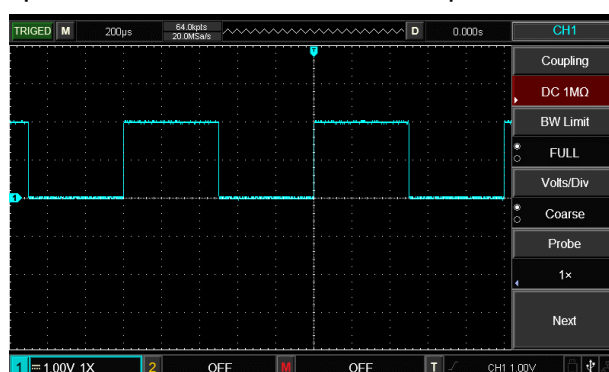 TRIGED M 200µs 64.0kpts D 0.000s CH1
20.0MSa/s
T
Coupling
DC 1MΩ
BW Limit
FULL
Volts/Div
1
Coarse
Probe
1×
Next
1 1.00V 1X 2 OFF M OFF T CH1 1.00V